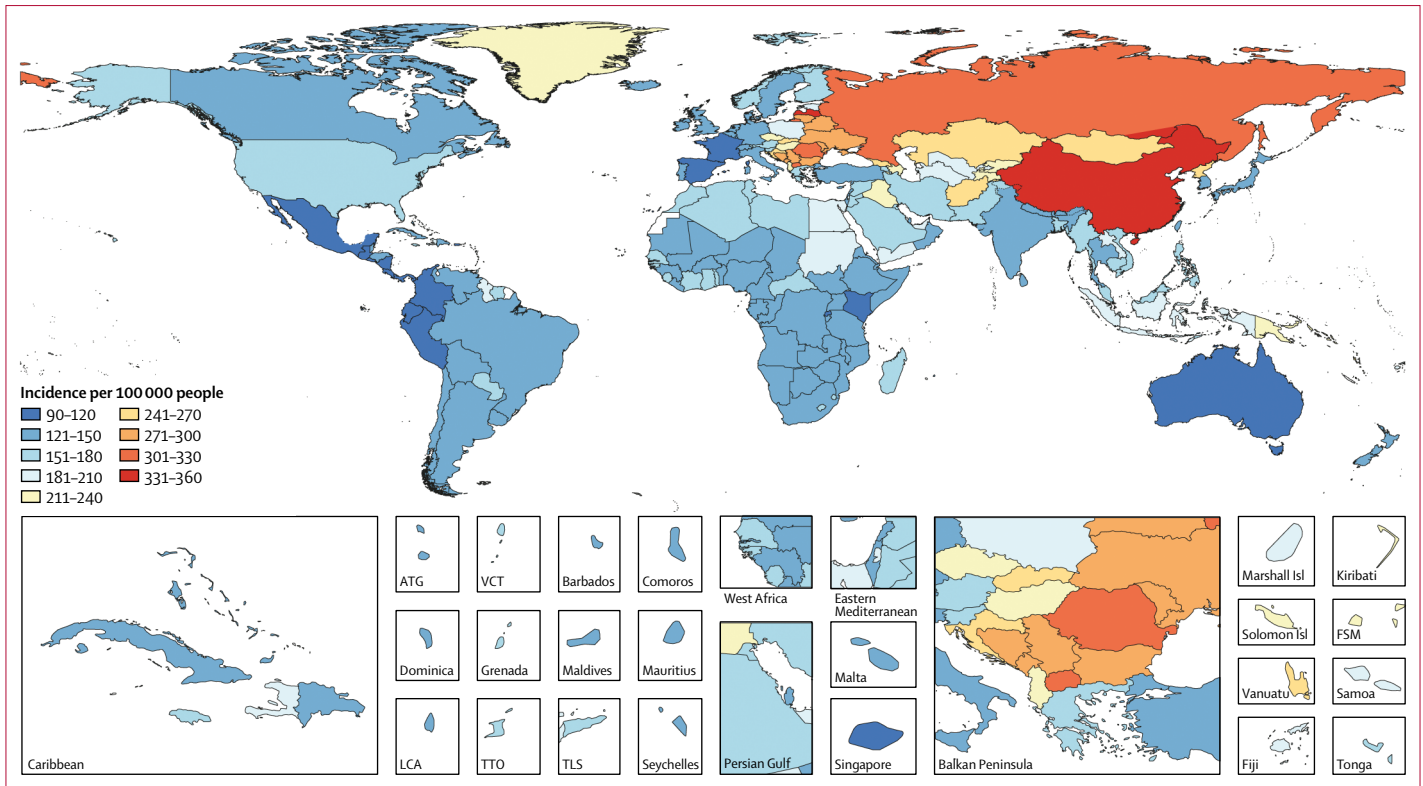 Incidence per 100 000 people
90–120
121–150
151–180
181–210
211–240
241–270
271–300
301–330
331–360
Caribbean
ATG
VCT
Barbados
Comoros
West Africa
Eastern
Mediterranean
Dominica
Grenada
Maldives
Mauritius
Malta
LCA
TTO
TLS
Seychelles
Persian Gulf
Singapore
Balkan Peninsula
Marshall Isl
Kiribati
Solomon Isl
FSM
Vanuatu
Samoa
Fiji
Tonga